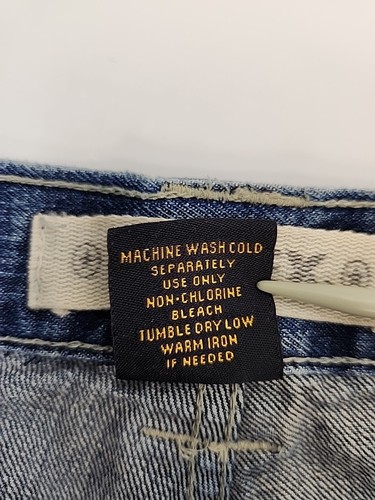 MACHINE WASH COLD
SEPARATELY
USE ONLY
NON-CHLORINE
BLEACH
TUMBLE DRY LOW
WARM IRON
IF NEEDED